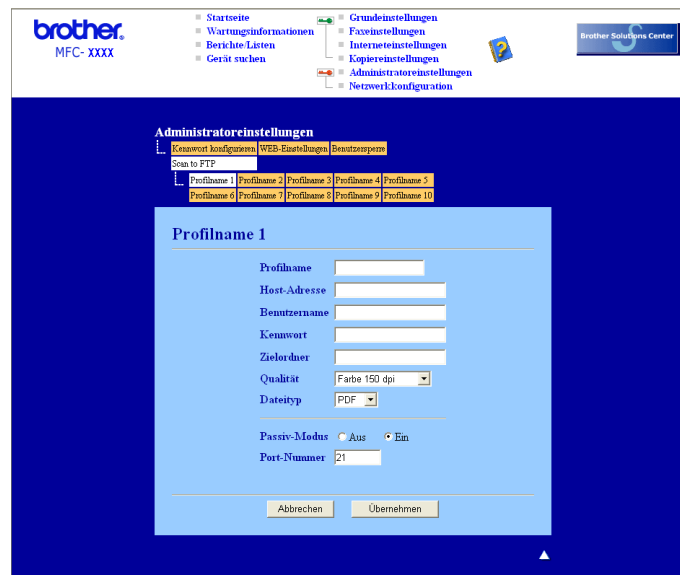 brother.
MFC- XXXX
Startseite
Wartungsinformationen
Berichte/Listen
Gerät suchen
Grundeinstellungen
Faxeinstellungen
Interneteinstellungen
Kopiereinstellungen
Administratoreinstellungen
Netzwerkkonfiguration
Brother Solutions Center
Administratoreinstellungen
Kennwort konfigurieren WEB-Einstellungen Benutzersperre
Scan to FTP
Profilname 1 Profilname 2 Profilname 3 Profilname 4 Profilname 5
Profilname 6 Profilname 7 Profilname 8 Profilname 9 Profilname 10
Profilname 1
Profilname
Host-Adresse
Benutzername
Kennwort
Zielordner
Qualität Farbe 150 dpi
Dateityp PDF
Passiv-Modus Aus Ein
Port-Nummer 21
Abbrechen Übernehmen